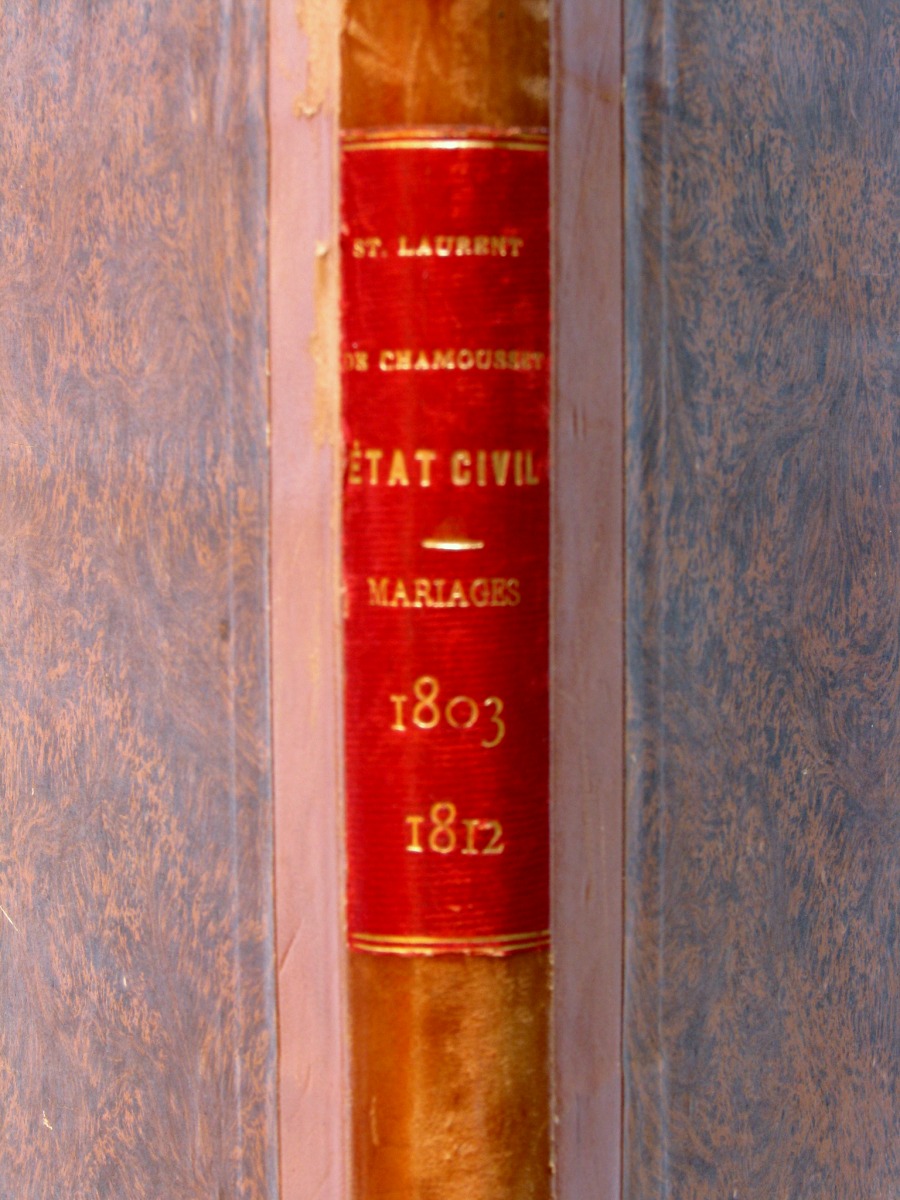 ST. LAURENT
DE CHAMOUSSET
ÉTAT CIVIL
MARIAGES
1803
1812